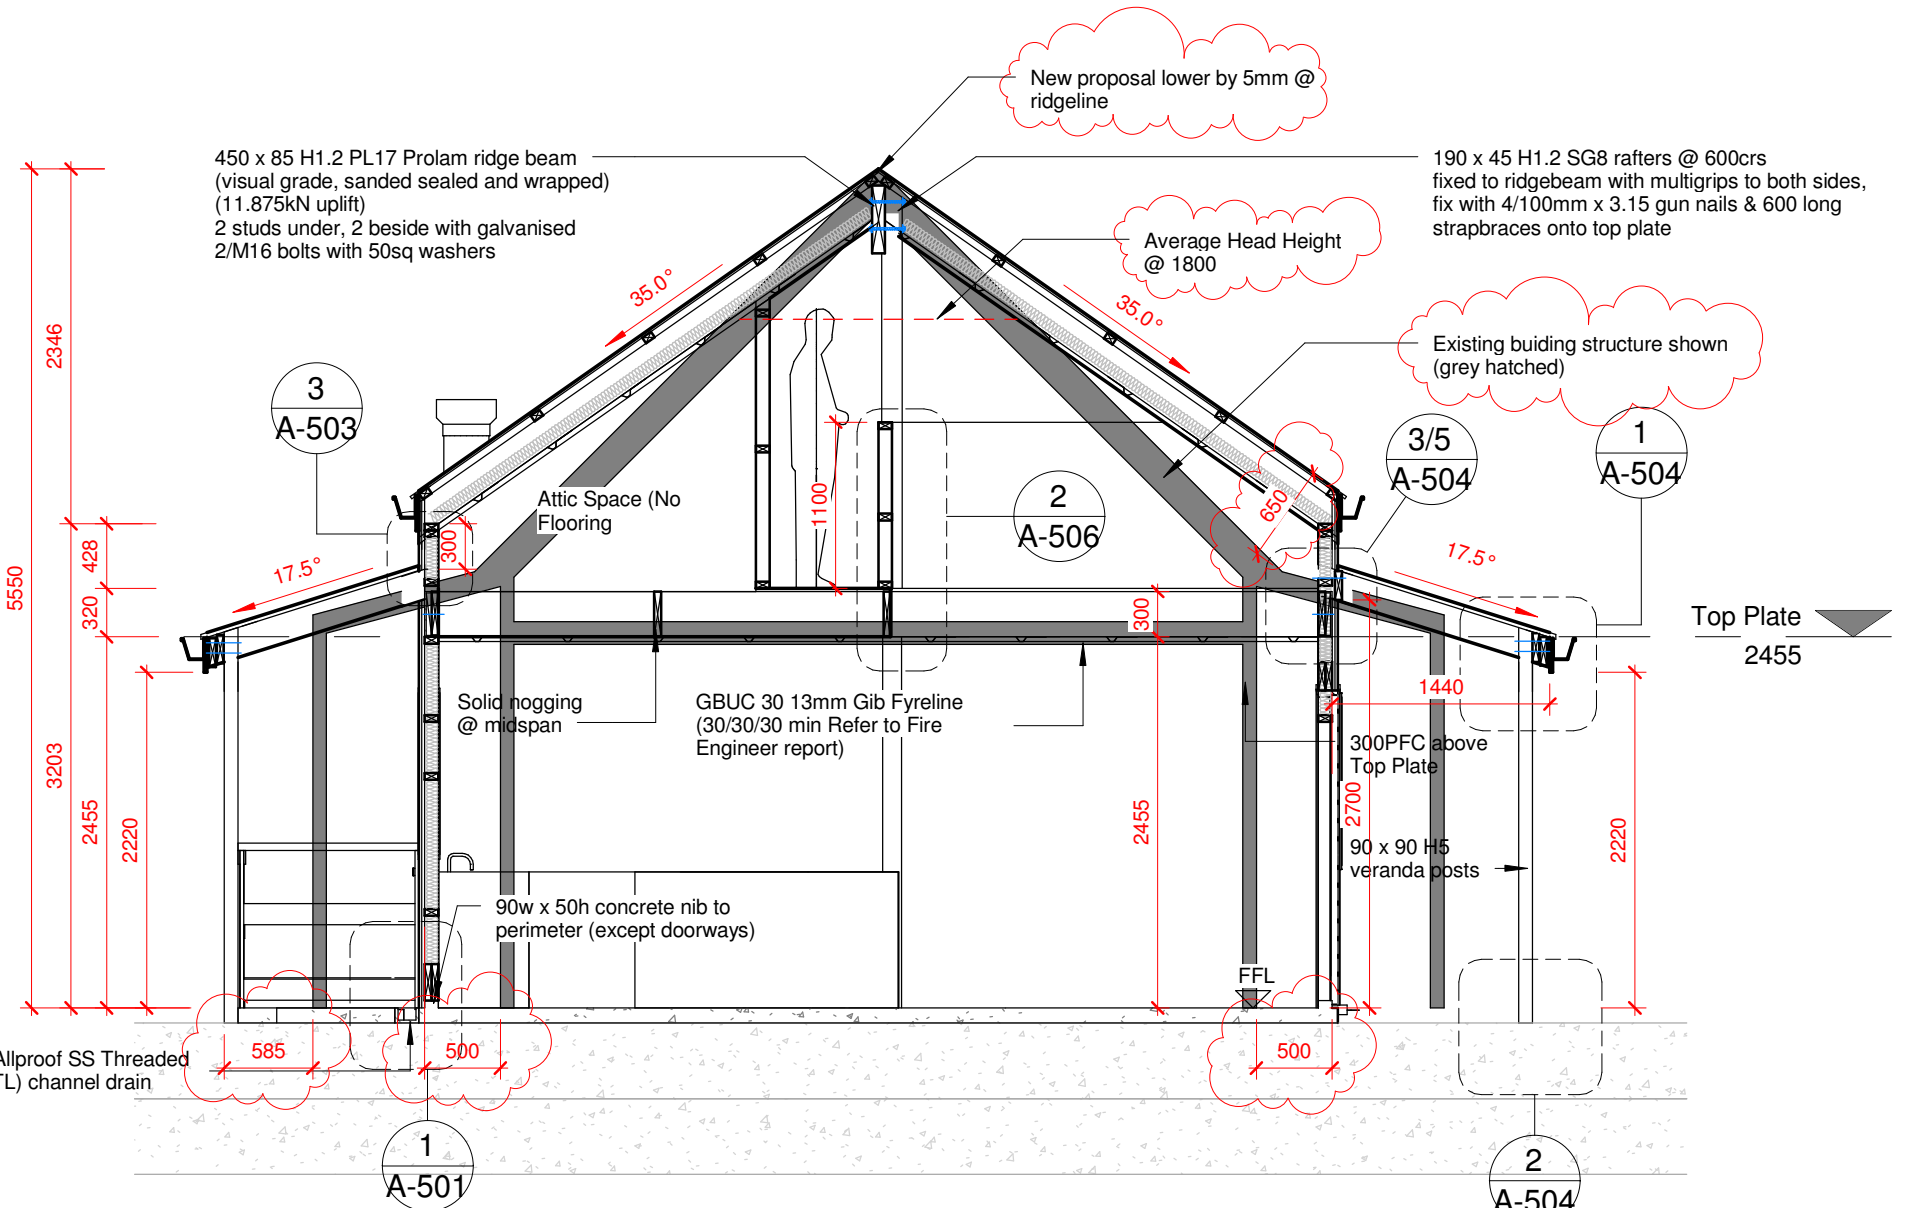 New proposal lower by 5mm @
ridgeline
450 x 85 H1.2 PL17 Prolam ridge beam
(visual grade, sanded sealed and wrapped)
(11.875kN uplift)
2 studs under, 2 beside with galvanised
2/M16 bolts with 50sq washers
190 x 45 H1.2 SG8 rafters @ 600crs
fixed to ridgebeam with multigrips to both sides,
fix with 4/100mm x 3.15 gun nails & 600 long
strapbraces onto top plate
Average Head Height
@ 1800
35.0°
35.0°
Existing buiding structure shown
(grey hatched)
2346
3
A-503
3/5
A-504
1
A-504
Attic Space (No
Flooring
1100
2
A-506
650
300
428
17.5°
17.5°
5550
320
300
Top Plate
2455
Solid nogging
@ midspan
GBUC 30 13mm Gib Fyreline
(30/30/30 min Refer to Fire
Engineer report)
1440
300PFC above
Top Plate
3203
2455
2220
2455
2700
2220
90 x 90 H5
veranda posts
90w x 50h concrete nib to
perimeter (except doorways)
FFL
Allproof SS Threaded
TL) channel drain
585
500
500
1
A-501
2
A-504